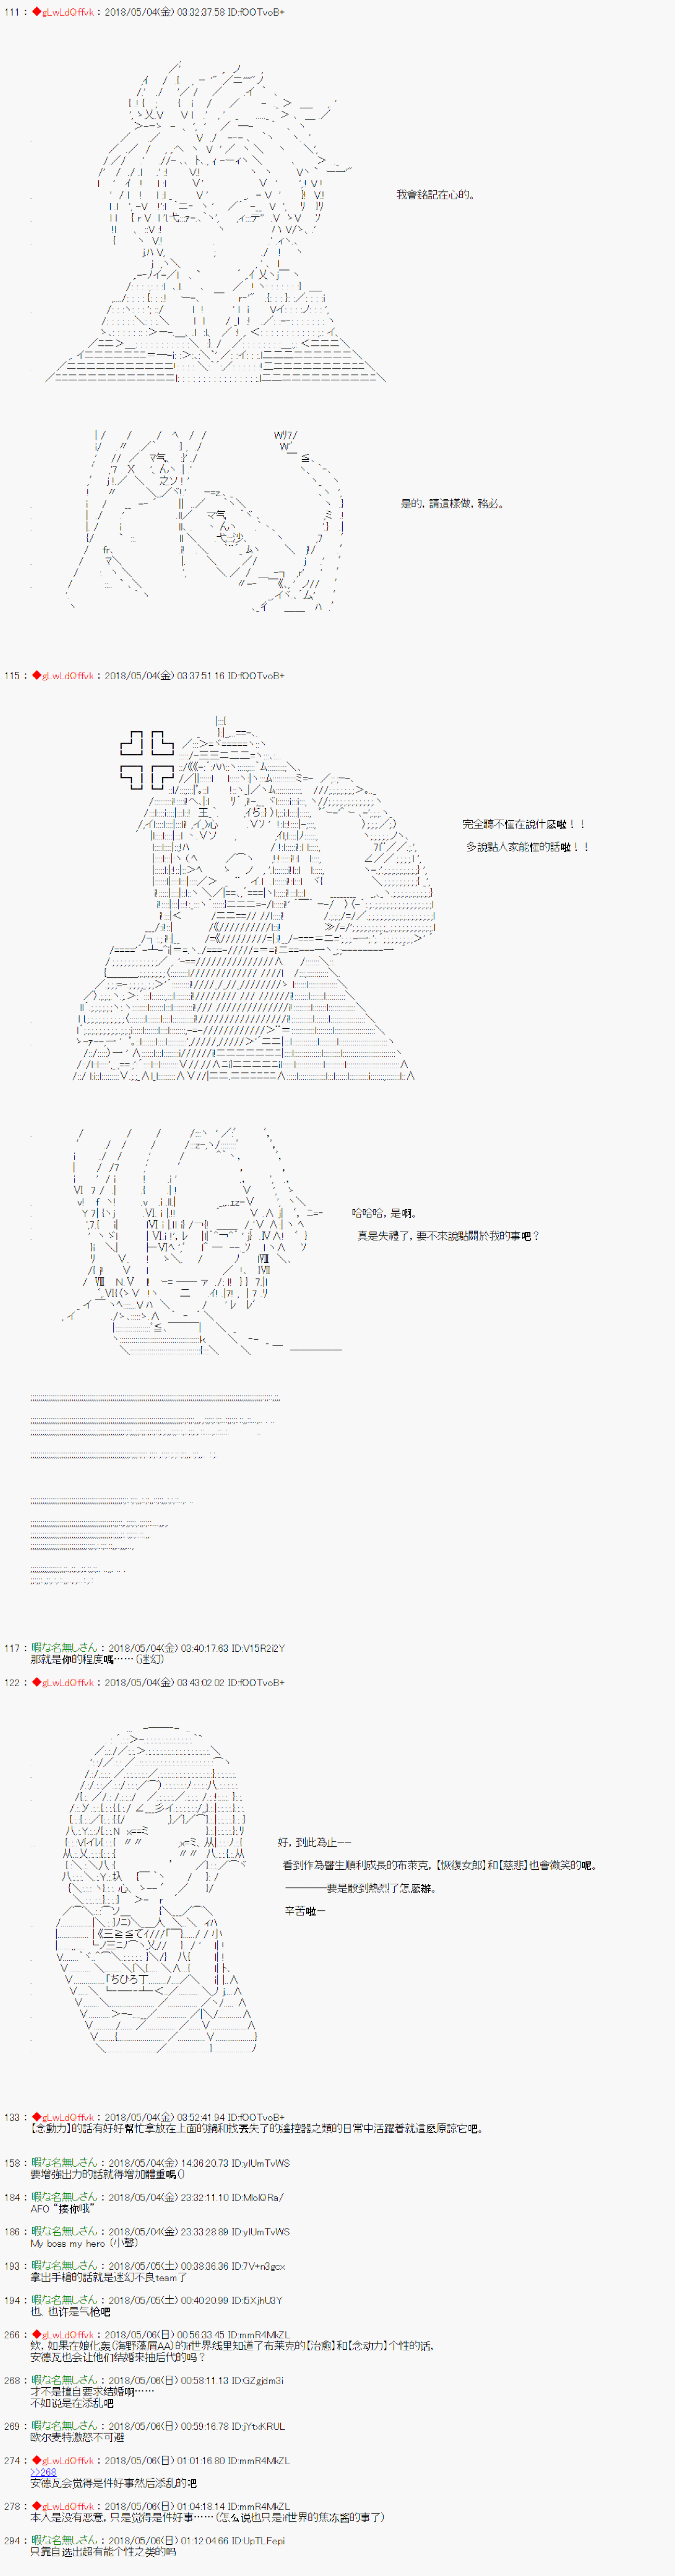 111 : ◆gLwLdOffvk : 2018/05/04(金) 03:32:37.58 ID:fOOTvoB+
我會銘記在心的。
是的, 請這樣做, 務必。
115 : ◆gLwLdOffvk : 2018/05/04(金) 03:37:51.16 ID:fOOTvoB+
完全聽不懂在說什麼啦！！
多說點人家能懂的話啦！！
哈哈哈, 是啊。
真是失禮了, 要不來說點關於我的事吧？
117 : 暇な名無しさん : 2018/05/04(金) 03:40:17.63 ID:V15R2i2Y
那就是你的程度嗎……(迷幻)
122 : ◆gLwLdOffvk : 2018/05/04(金) 03:43:02.02 ID:fOOTvoB+
好, 到此為止――
看到作為醫生順利成長的布萊克,【恢復女郎】和【慈悲】也會微笑的呢。
――――要是骰到熱烈了怎麼辦。
辛苦啦―
133 : ◆gLwLdOffvk : 2018/05/04(金) 03:52:41.94 ID:fOOTvoB+
【念動力】的話有好好幫忙拿放在上面的鍋和找丟失了的遙控器之類的日常中活躍着就這麼原諒它吧。
158 : 暇な名無しさん : 2018/05/04(金) 14:36:20.73 ID:ylUmTvWS
要增強出力的話就得增加體重嗎()
184 : 暇な名無しさん : 2018/05/04(金) 23:32:11.10 ID:MloIQRa/
AFO “揍你哦”
186 : 暇な名無しさん : 2018/05/04(金) 23:33:28.89 ID:ylUmTvWS
My boss my hero (小聲)
193 : 暇な名無しさん : 2018/05/05(土) 00:38:36.36 ID:7V+n3gcx
拿出手槍的話就是迷幻不良team了
194 : 暇な名無しさん : 2018/05/05(土) 00:40:20.99 ID:I5XjhU3Y
也、也许是气枪吧
266 : ◆gLwLdOffvk : 2018/05/06(日) 00:56:33.45 ID:mmR4MkZL
欸, 如果在娘化轰(海野藻屑AA)的if世界线里知道了布莱克的【治愈】和【念动力】个性的话,
安德瓦也会让他们结婚来抽后代的吗？
268 : 暇な名無しさん : 2018/05/06(日) 00:58:11.13 ID:GZgjdm3i
才不是擅自要求結婚啊……
不如说是在添乱吧
269 : 暇な名無しさん : 2018/05/06(日) 00:59:16.78 ID:jYtxKRUL
欧尔麦特激怒不可避
274 : ◆gLwLdOffvk : 2018/05/06(日) 01:01:16.80 ID:mmR4MkZL
>>268
安德瓦会觉得是件好事然后添乱的吧
278 : ◆gLwLdOffvk : 2018/05/06(日) 01:04:18.14 ID:mmR4MkZL
本人是没有恶意, 只是觉得是件好事……(怎么说也只是if世界的焦冻酱的事了)
294 : 暇な名無しさん : 2018/05/06(日) 01:12:04.66 ID:UpTLFepi
只靠自选出超有能个性之类的吗